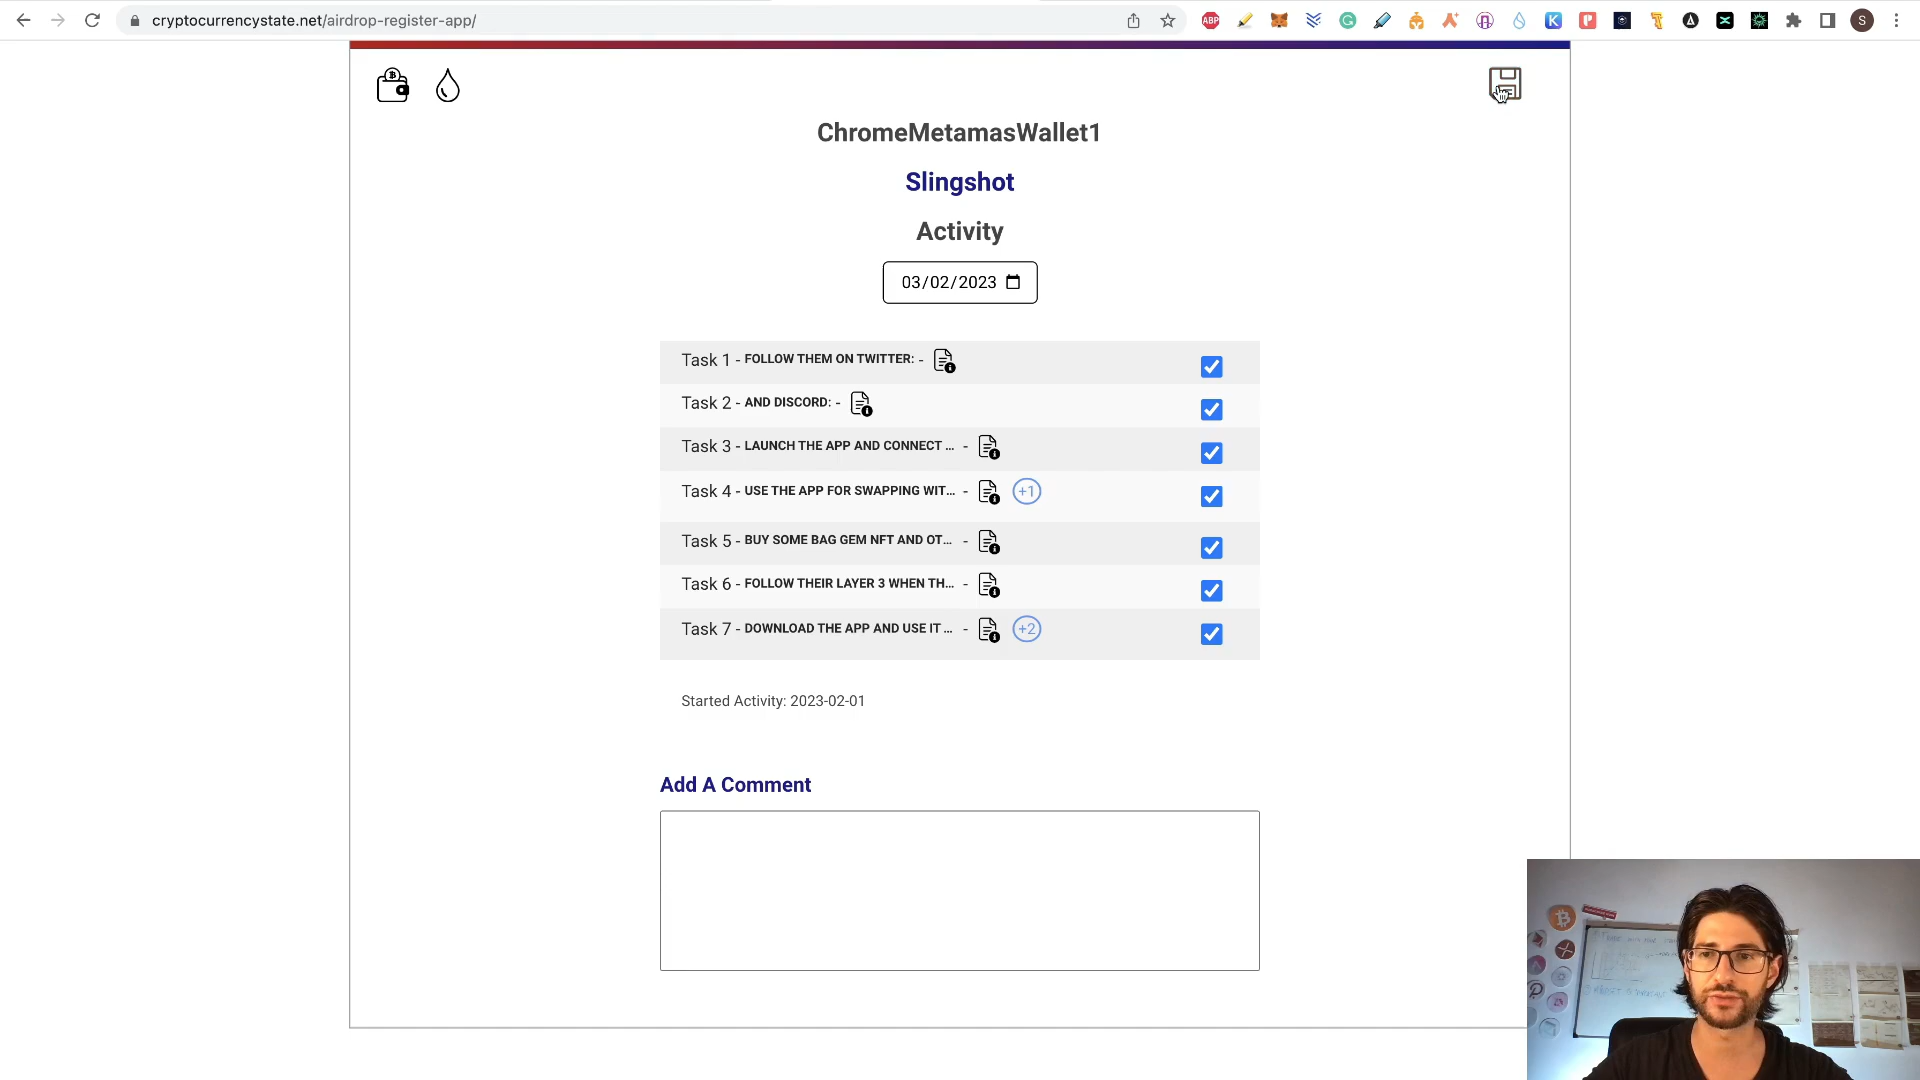 cryptocurrencystate.net/airdrop-register-app/
ABP
S
ChromeMetamasWallet1
Slingshot
Activity
03/02/2023
Task 1 - FOLLOW THEM ON TWITTER: -
Task 2 - AND DISCORD: -
Task 3 - LAUNCH THE APP AND CONNECT ... -
Task 4 - USE THE APP FOR SWAPPING WIT... - +1
Task 5 - BUY SOME BAG GEM NFT AND OT... -
Task 6 - FOLLOW THEIR LAYER 3 WHEN TH... -
Task 7 - DOWNLOAD THE APP AND USE IT ... - +2
Started Activity: 2023-02-01
Add A Comment